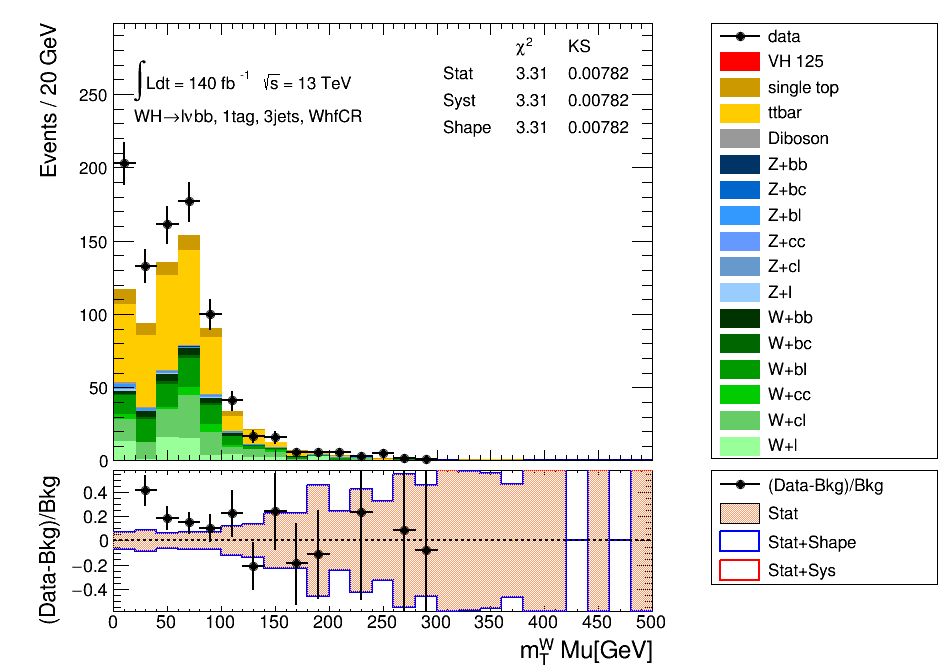 Events / 20 GeV
250
200
150
100
50
0
∫Ldt = 140 fb⁻¹ √s = 13 TeV
WH→lνbb, 1tag, 3jets, WhfCR
χ² KS
Stat 3.31 0.00782
Syst 3.31 0.00782
Shape 3.31 0.00782
data
VH 125
single top
ttbar
Diboson
Z+bb
Z+bc
Z+bl
Z+cc
Z+cl
Z+l
W+bb
W+bc
W+bl
W+cc
W+cl
W+l
(Data-Bkg)/Bkg
0.4
0.2
0
−0.2
−0.4
0 50 100 150 200 250 300 350 400 450 500
m_T^W Mu[GeV]
(Data-Bkg)/Bkg
Stat
Stat+Shape
Stat+Sys